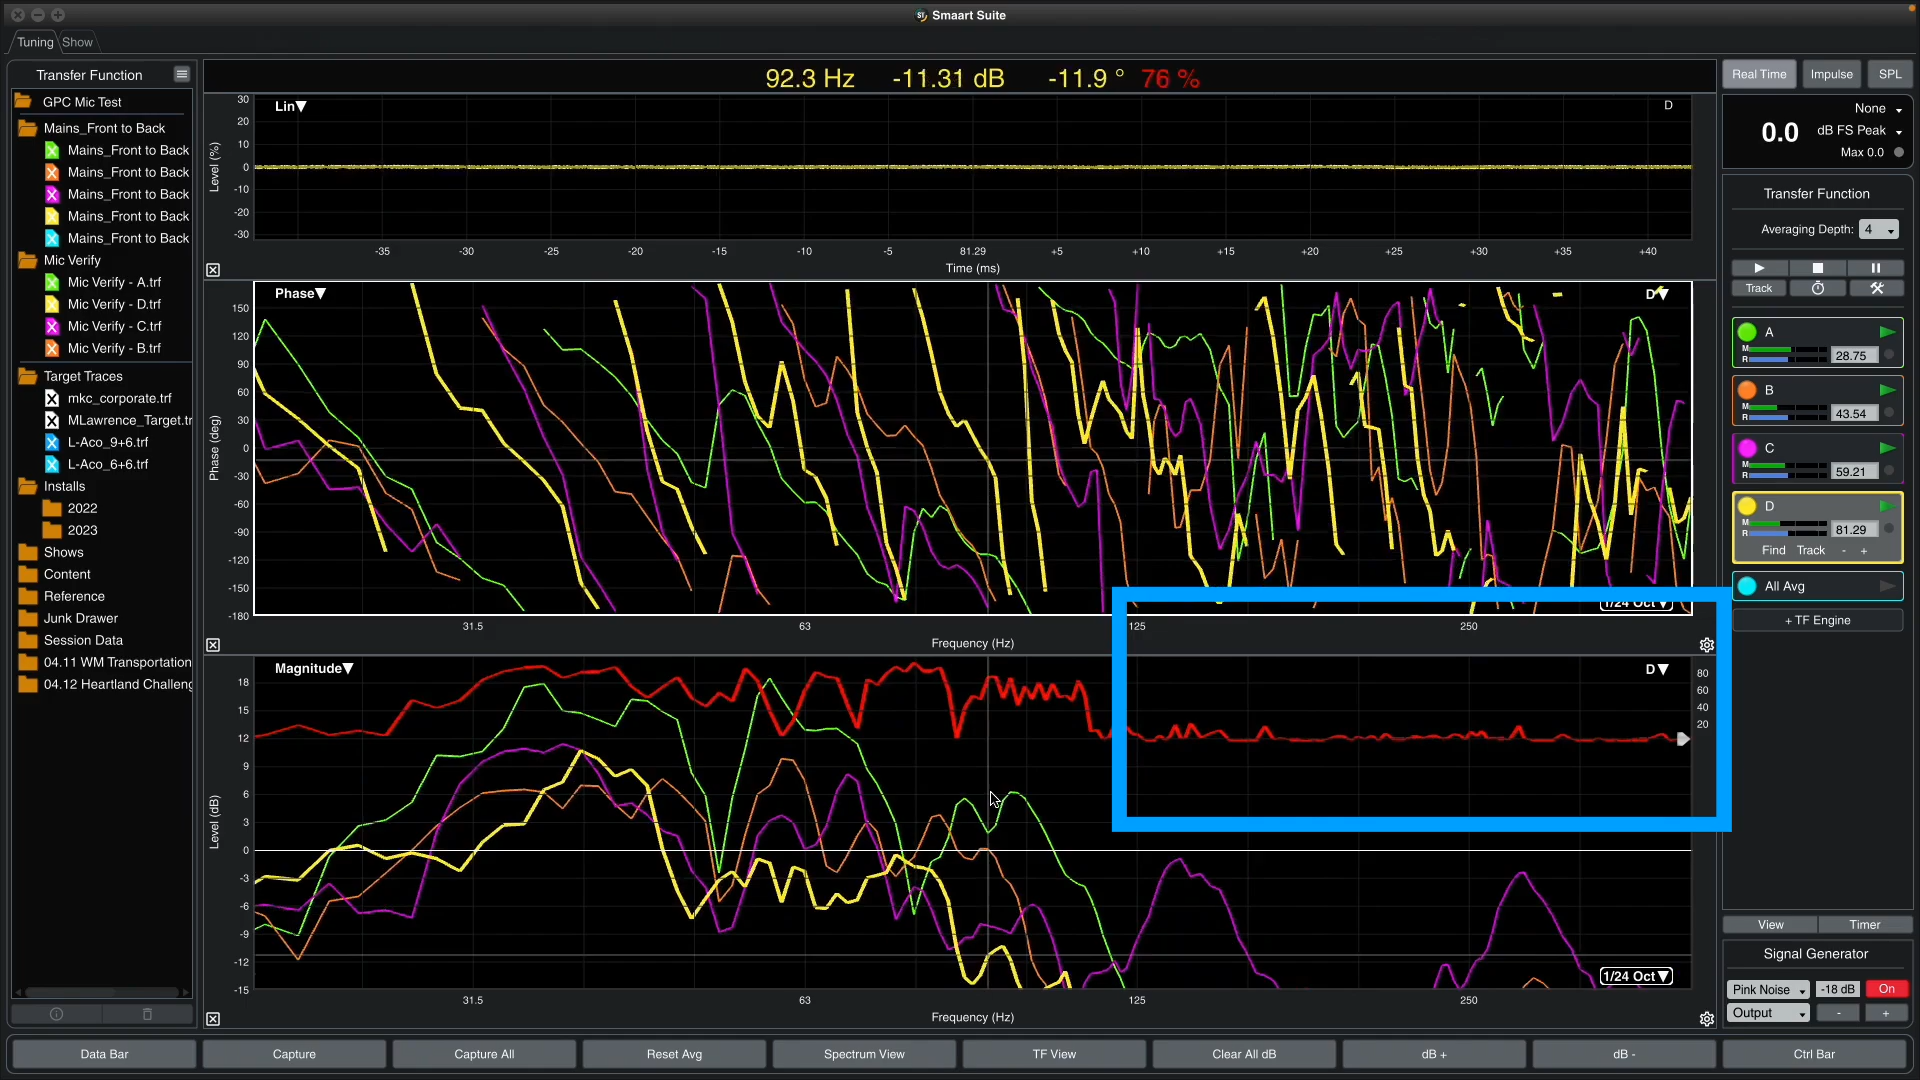 Smaart Suite
Tuning Show
Transfer Function
GPC Mic Test
Mains_Front to Back
Mains_Front to Back
Mains_Front to Back
Mains_Front to Back
Mains_Front to Back
Mains_Front to Back
Mic Verify
Mic Verify - A.trf
Mic Verify - D.trf
Mic Verify - C.trf
Mic Verify - B.trf
Target Traces
mkc_corporate.trf
MLawrence_Target.tr
L-Aco_9+6.trf
L-Aco_6+6.trf
Installs
2022
2023
Shows
Content
Reference
Junk Drawer
Session Data
04.11 WM Transportation
04.12 Heartland Challeng
92.3 Hz -11.31 dB -11.9 ° 76 %
Lin▼ D
30
20
10
0
-10
-20
-30
Level (%)
-35 -30 -25 -20 -15 -10 -5 81.29 +5 +10 +15 +20 +25 +30 +35 +40
Time (ms)
Phase▼ D▼
150
120
90
60
30
0
-30
-60
-90
-120
-150
-180
Phase (deg)
1/24 Oct▼
31.5 63 125 250
Frequency (Hz)
Magnitude▼ D▼
18
15
12
9
6
3
0
-3
-6
-9
-12
-15
Level (dB)
80
60
40
20
1/24 Oct▼
31.5 63 125 250
Frequency (Hz)
Real Time Impulse SPL
None
0.0 dB FS Peak
Max 0.0
Transfer Function
Averaging Depth: 4
Track
A
M
R 28.75
B
M
R 43.54
C
M
R 59.21
D
M
R 81.29
Find Track - +
All Avg
+ TF Engine
View Timer
Signal Generator
Pink Noise -18 dB On
Output - +
Data Bar Capture Capture All Reset Avg Spectrum View TF View Clear All dB dB + dB - Ctrl Bar